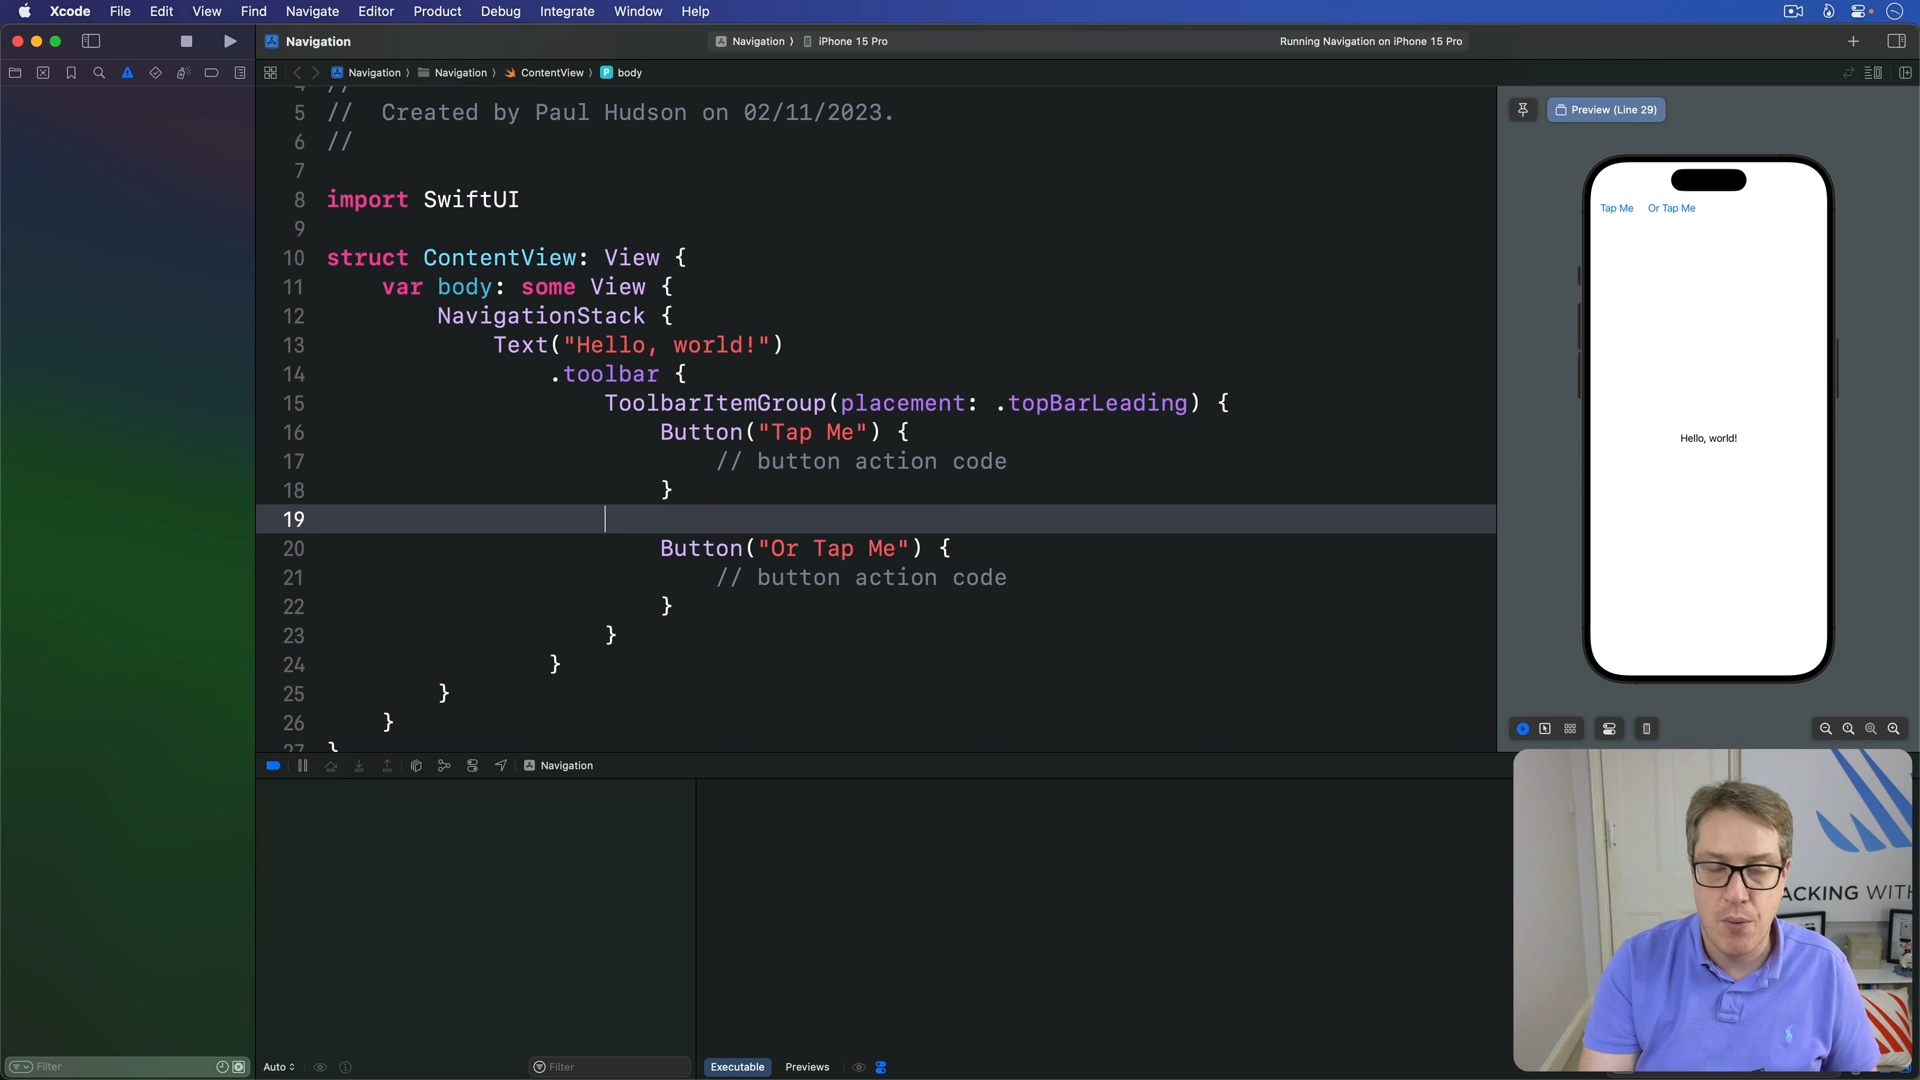 Xcode File Edit View Find Navigate Editor Product Debug Integrate Window Help
Navigation
Navigation 〉 iPhone 15 Pro
Running Navigation on iPhone 15 Pro
Navigation 〉 Navigation 〉 ContentView 〉 P body
4 //
5 // Created by Paul Hudson on 02/11/2023.
6 //
7
8 import SwiftUI
9
10 struct ContentView: View {
11 var body: some View {
12 NavigationStack {
13 Text("Hello, world!")
14 .toolbar {
15 ToolbarItemGroup(placement: .topBarLeading) {
16 Button("Tap Me") {
17 // button action code
18 }
19
20 Button("Or Tap Me") {
21 // button action code
22 }
23 }
24 }
25 }
26 }
27 }
Preview (Line 29)
Tap Me Or Tap Me
Hello, world!
Navigation
ACKING WITH
Filter
Auto
Filter
Executable
Previews